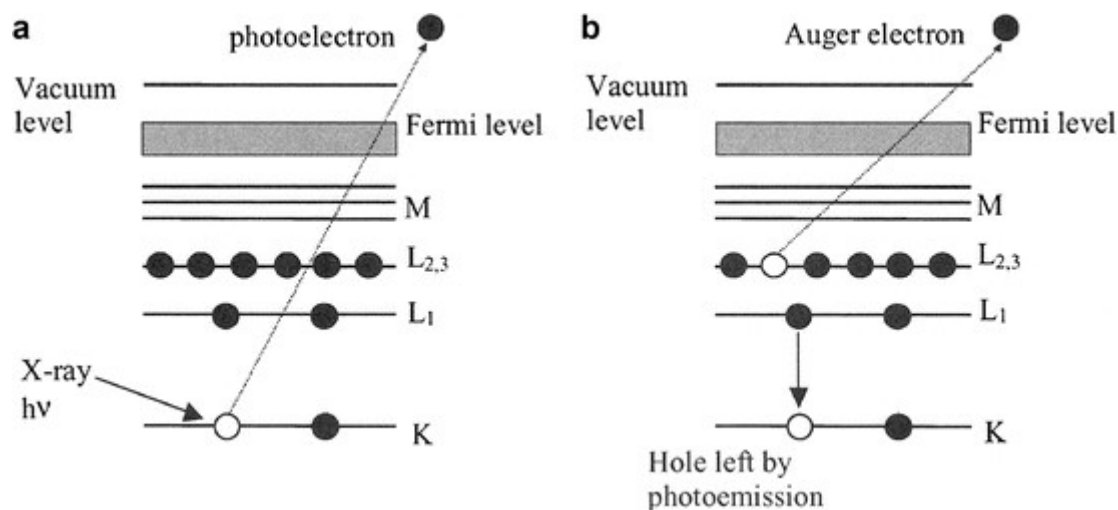 a
photoelectron
Vacuum
level
Fermi level
M
L2,3
L1
X-ray
hν
K
b
Auger electron
Vacuum
level
Fermi level
M
L2,3
L1
K
Hole left by
photoemission